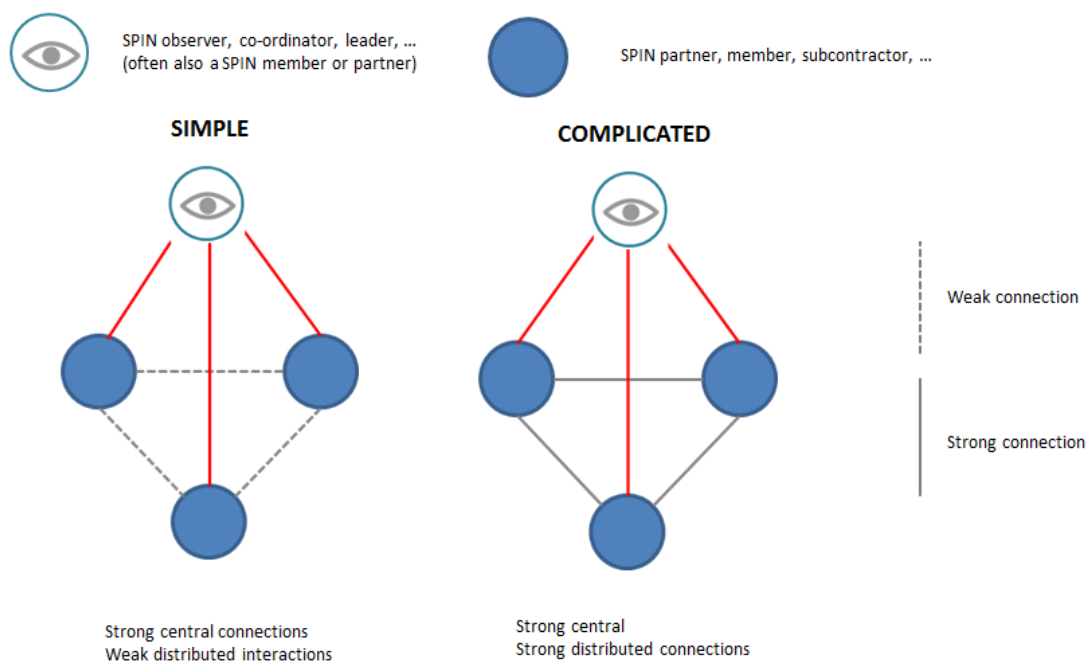 SPIN observer, co-ordinator, leader, ...
(often also a SPIN member or partner)
SPIN partner, member, subcontractor, ...
SIMPLE
COMPLICATED
Weak connection
Strong connection
Strong central connections
Weak distributed interactions
Strong central
Strong distributed connections